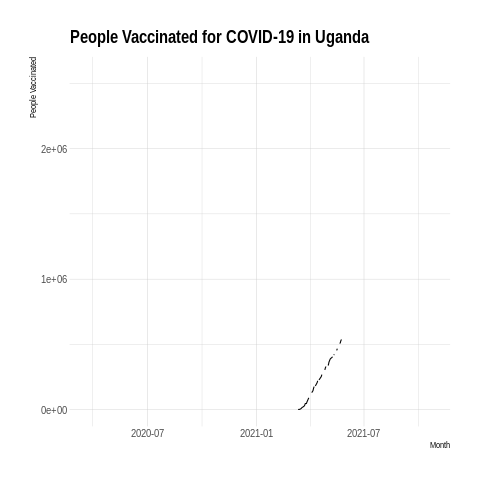 People Vaccinated for COVID-19 in Uganda
People Vaccinated
2e+06
1e+06
0e+00
2020-07
2021-01
2021-07
Month